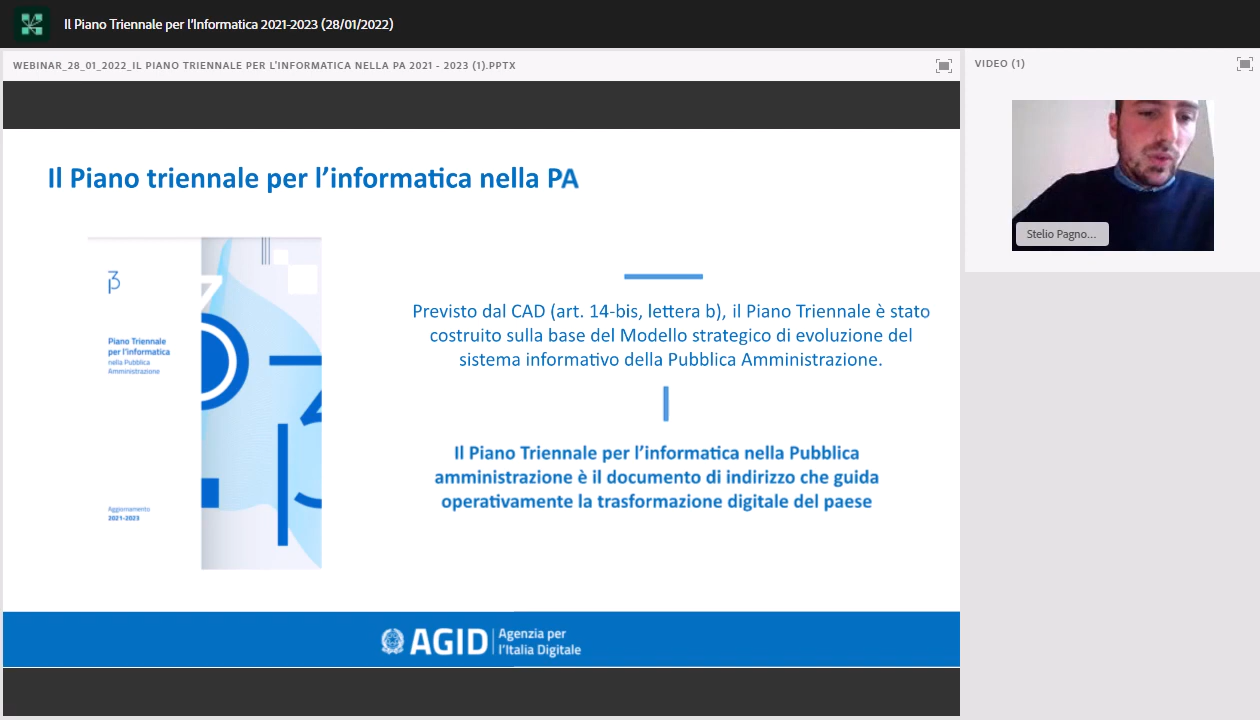 Il Piano Triennale per l'Informatica 2021-2023 (28/01/2022)
WEBINAR_28_01_2022_IL PIANO TRIENNALE PER L'INFORMATICA NELLA PA 2021 - 2023 (1).PPTX
VIDEO (1)
Stelio Pagno...
Il Piano triennale per l’informatica nella PA
Piano Triennale
per l'informatica
nella Pubblica
Amministrazione
Aggiornamento
2021-2023
Previsto dal CAD (art. 14-bis, lettera b), il Piano Triennale è stato
costruito sulla base del Modello strategico di evoluzione del
sistema informativo della Pubblica Amministrazione.
Il Piano Triennale per l’informatica nella Pubblica
amministrazione è il documento di indirizzo che guida
operativamente la trasformazione digitale del paese
AGID
Agenzia per
l’Italia Digitale